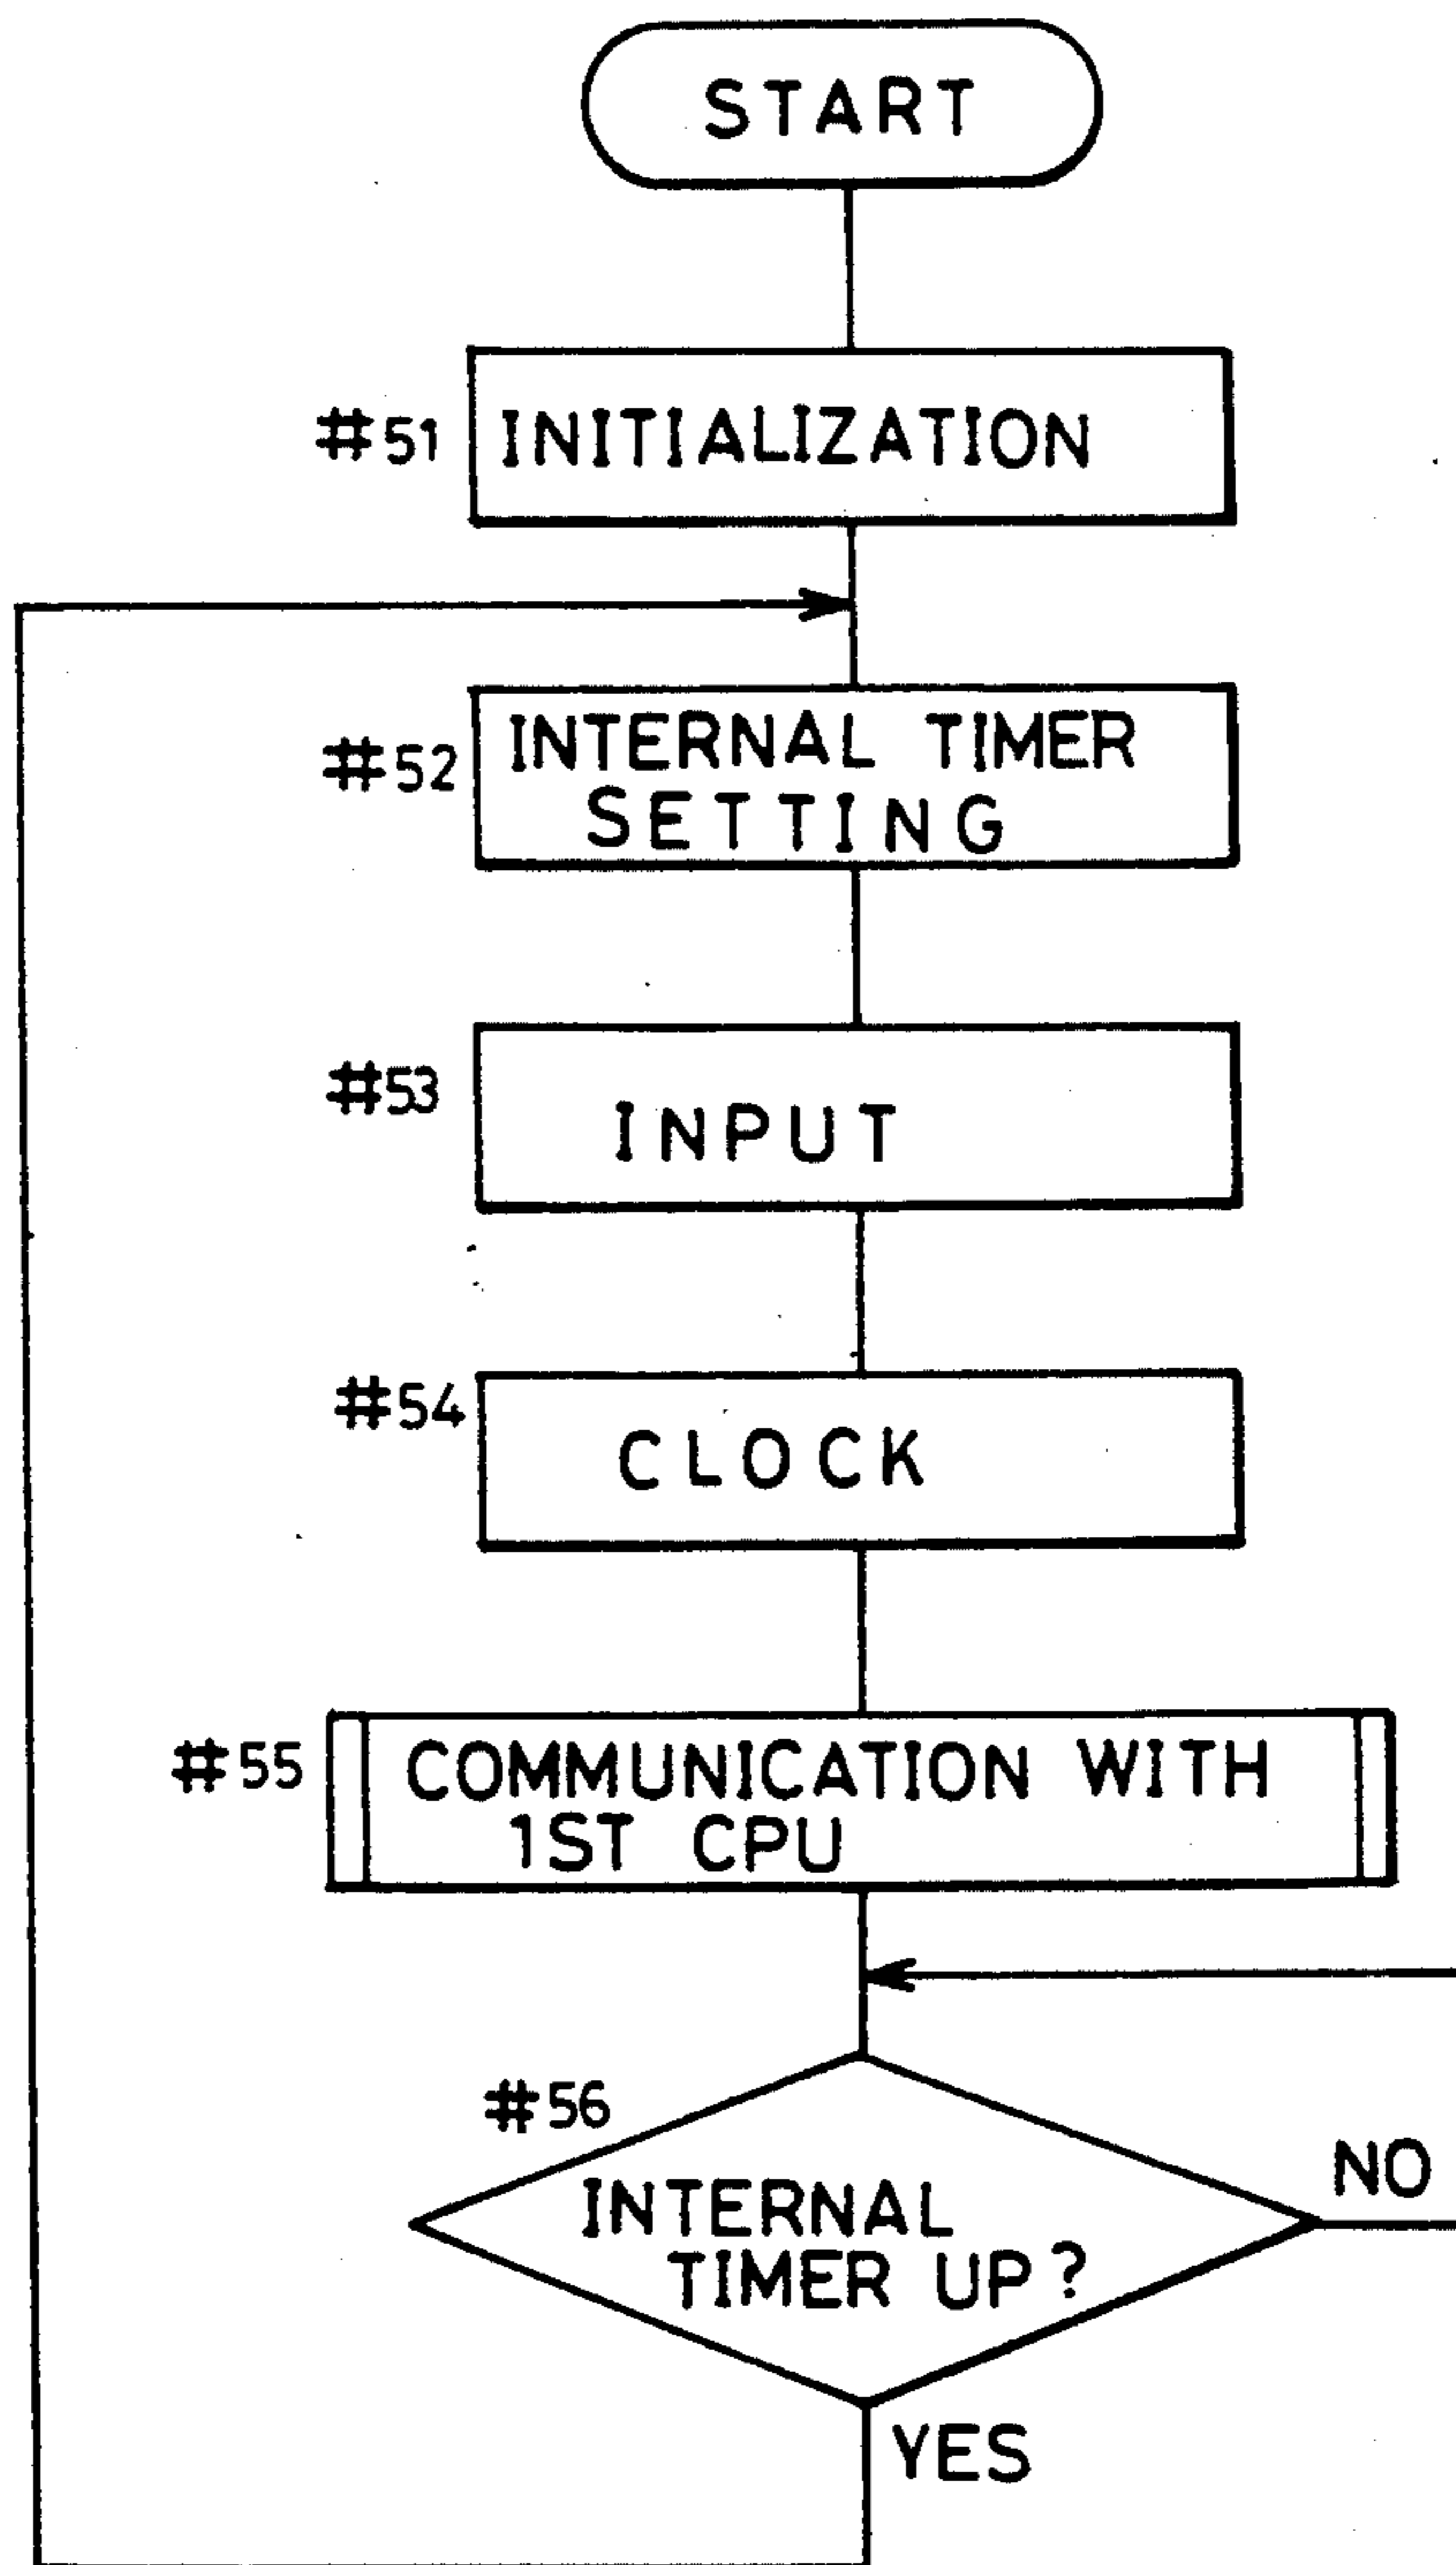 START
#51 INITIALIZATION
#52 INTERNAL TIMER
SETTING
#53 INPUT
#54 CLOCK
#55 COMMUNICATION WITH
1ST CPU
#56
INTERNAL
TIMER UP?
NO
YES